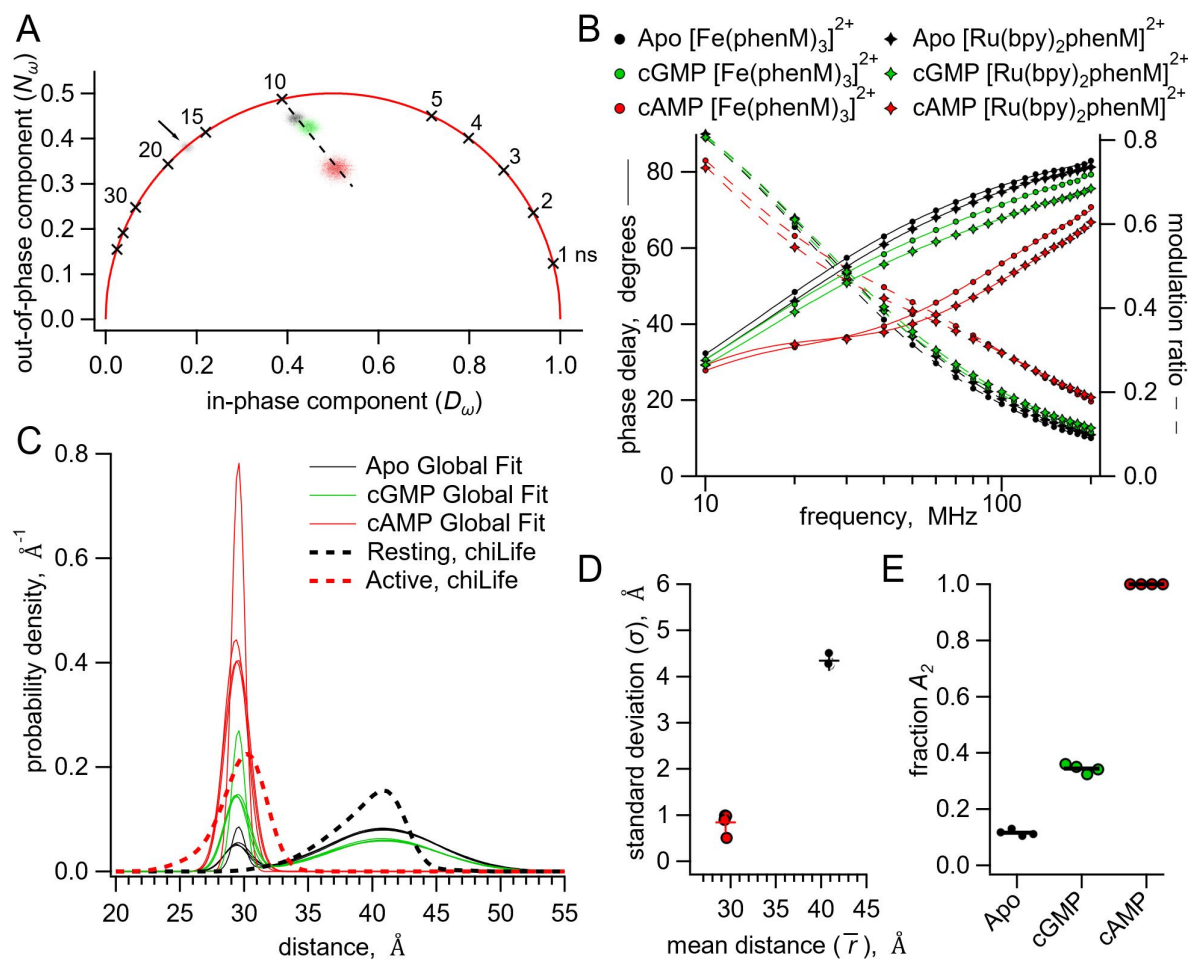 A
out-of-phase component (Nω)
0.5
0.4
0.3
0.2
0.1
0.0
10
15
20
30
5
4
3
2
1 ns
0.0
0.2
0.4
0.6
0.8
1.0
in-phase component (Dω)
B
Apo [Fe(phenM)₃]²⁺
Apo [Ru(bpy)₂phenM]²⁺
cGMP [Fe(phenM)₃]²⁺
cGMP [Ru(bpy)₂phenM]²⁺
cAMP [Fe(phenM)₃]²⁺
cAMP [Ru(bpy)₂phenM]²⁺
phase delay, degrees
80
60
40
20
0
0.8
0.6
0.4
0.2
0.0
modulation ratio
10
100
frequency, MHz
C
probability density, Å⁻¹
0.8
0.6
0.4
0.2
0.0
Apo Global Fit
cGMP Global Fit
cAMP Global Fit
Resting, chiLife
Active, chiLife
20
25
30
35
40
45
50
55
distance, Å
D
standard deviation (σ), Å
6
5
4
3
2
1
0
30
35
40
45
mean distance (r̅), Å
E
fraction A₂
1.0
0.8
0.6
0.4
0.2
0.0
Apo
cGMP
cAMP